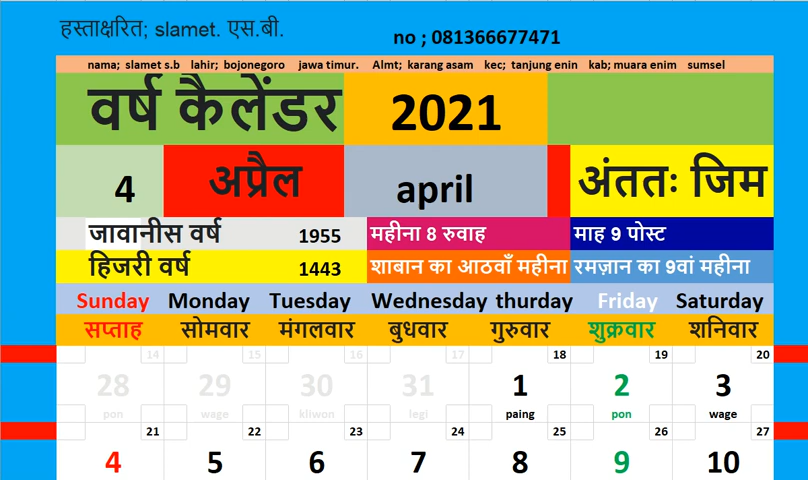 हस्ताक्षरित; slamet. एस.बी.
no ; 081366677471
nama; slamet s.b lahir; bojonegoro jawa timur. Almt; karang asam kec; tanjung enin kab; muara enim sumsel
वर्ष कैलेंडर 2021
4 अप्रैल april अंततः जिम
जावानीस वर्ष 1955 महीना 8 रुवाह माह 9 पोस्ट
हिजरी वर्ष 1443 शाबान का आठवाँ महीना रमज़ान का 9वां महीना
Sunday Monday Tuesday Wednesday thurday Friday Saturday
सप्ताह सोमवार मंगलवार बुधवार गुरुवार शुक्रवार शनिवार
14 15 16 17 18 19 20
28 29 30 31 1 2 3
pon wage kliwon legi paing pon wage
21 22 23 24 25 26 27
4 5 6 7 8 9 10